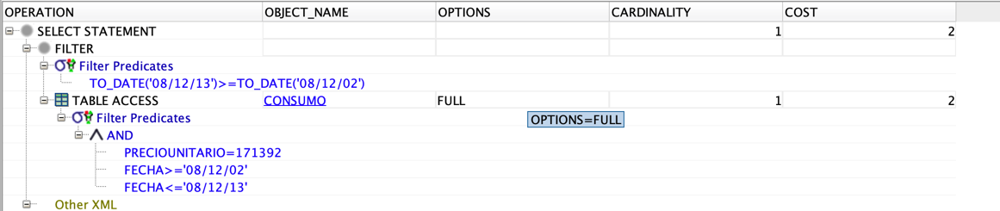 OPERATION OBJECT_NAME OPTIONS CARDINALITY COST
SELECT STATEMENT 1 2
FILTER
Filter Predicates
TO_DATE('08/12/13')>=TO_DATE('08/12/02')
TABLE ACCESS CONSUMO FULL 1 2
Filter Predicates OPTIONS=FULL
AND
PRECIOUNITARIO=171392
FECHA>='08/12/02'
FECHA<='08/12/13'
Other XML